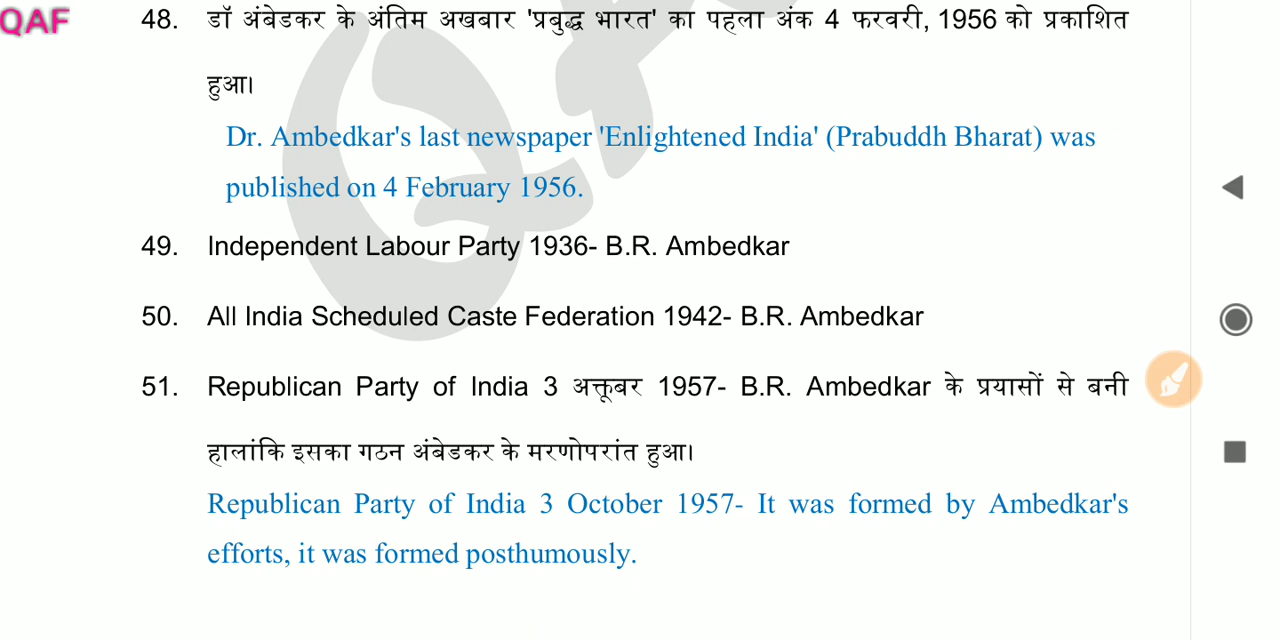 QAF
48. डॉ अंबेडकर के अंतिम अखबार 'प्रबुद्ध भारत' का पहला अंक 4 फरवरी, 1956 को प्रकाशित
हुआ।
Dr. Ambedkar's last newspaper 'Enlightened India' (Prabuddh Bharat) was
published on 4 February 1956.
49. Independent Labour Party 1936- B.R. Ambedkar
50. All India Scheduled Caste Federation 1942- B.R. Ambedkar
51. Republican Party of India 3 अक्तूबर 1957- B.R. Ambedkar के प्रयासों से बनी
हालांकि इसका गठन अंबेडकर के मरणोपरांत हुआ।
Republican Party of India 3 October 1957- It was formed by Ambedkar's
efforts, it was formed posthumously.